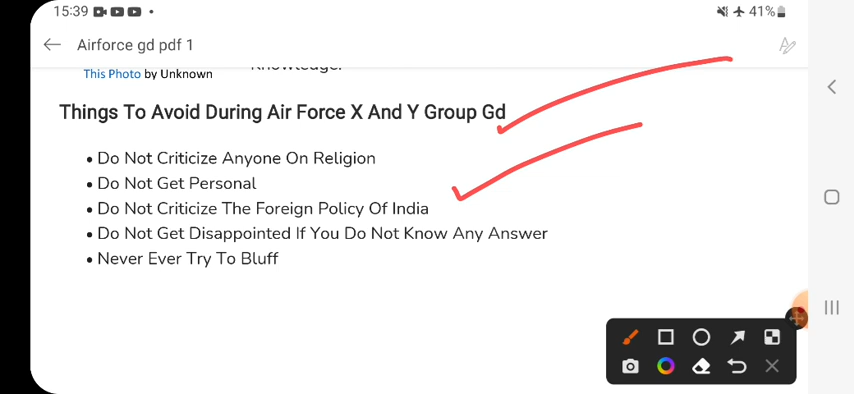 15:39
41%
Airforce gd pdf 1
This Photo by Unknown
Things To Avoid During Air Force X And Y Group Gd
• Do Not Criticize Anyone On Religion
• Do Not Get Personal
• Do Not Criticize The Foreign Policy Of India
• Do Not Get Disappointed If You Do Not Know Any Answer
• Never Ever Try To Bluff